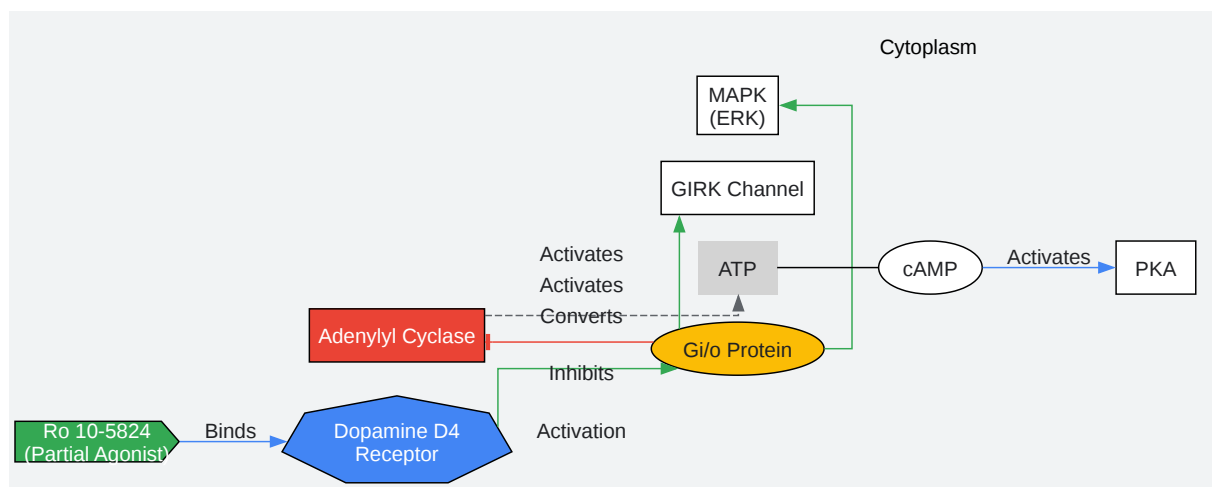 Cytoplasm
MAPK
(ERK)
GIRK Channel
Activates
Activates
Converts
ATP
cAMP
Activates
PKA
Adenylyl Cyclase
Gi/o Protein
Inhibits
Ro 10-5824
(Partial Agonist)
Binds
Dopamine D4
Receptor
Activation